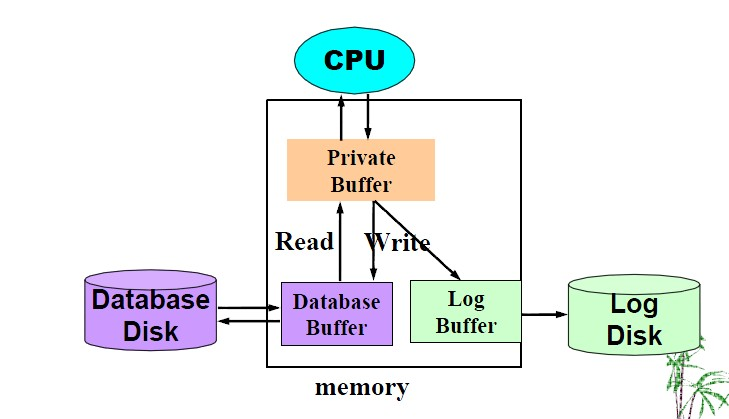 CPU
Private
Buffer
Read
Write
Database
Disk
Database
Buffer
Log
Buffer
Log
Disk
memory